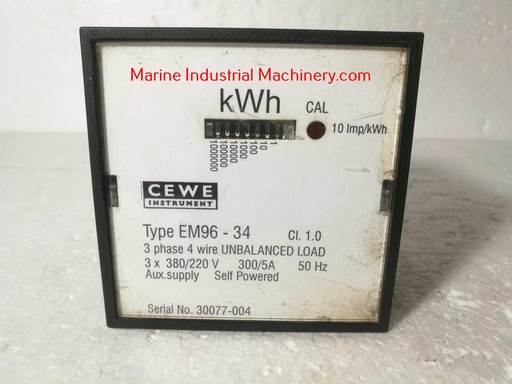 Marine Industrial Machinery.com
kWh
CAL
10 Imp/kWh
1000000
100000
10000
1000
100
10
1
CEWE
INSTRUMENT
Type EM96 - 34 Cl. 1.0
3 phase 4 wire UNBALANCED LOAD
3 x 380/220 V 300/5A 50 Hz
Aux.supply Self Powered
Serial No. 30077-004